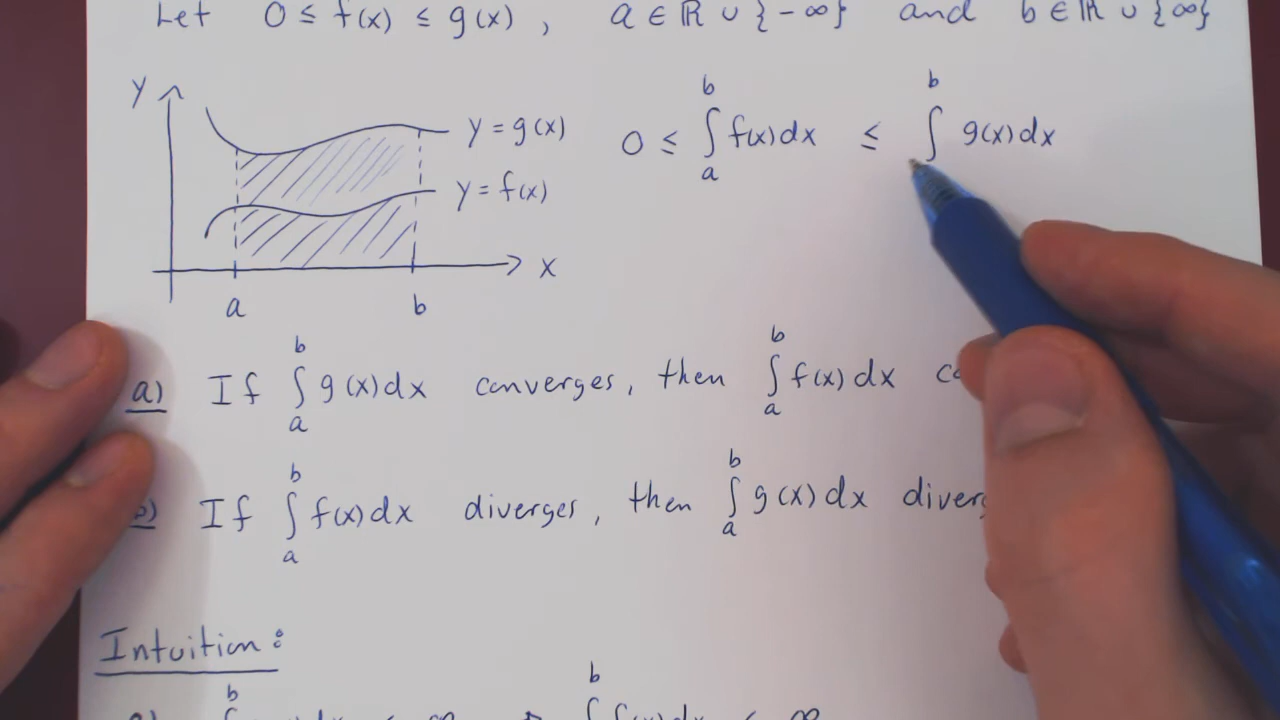 Let 0 ≤ f(x) ≤ g(x) , a ∈ ℝ ∪ {-∞} and b ∈ ℝ ∪ {∞}
y
y = g(x)
y = f(x)
x
a b
0 ≤ ∫_a^b f(x)dx ≤ ∫^b g(x)dx
a) If ∫_a^b g(x)dx converges, then ∫_a^b f(x)dx
b) If ∫_a^b f(x)dx diverges, then ∫_a^b g(x)dx
Intuition: